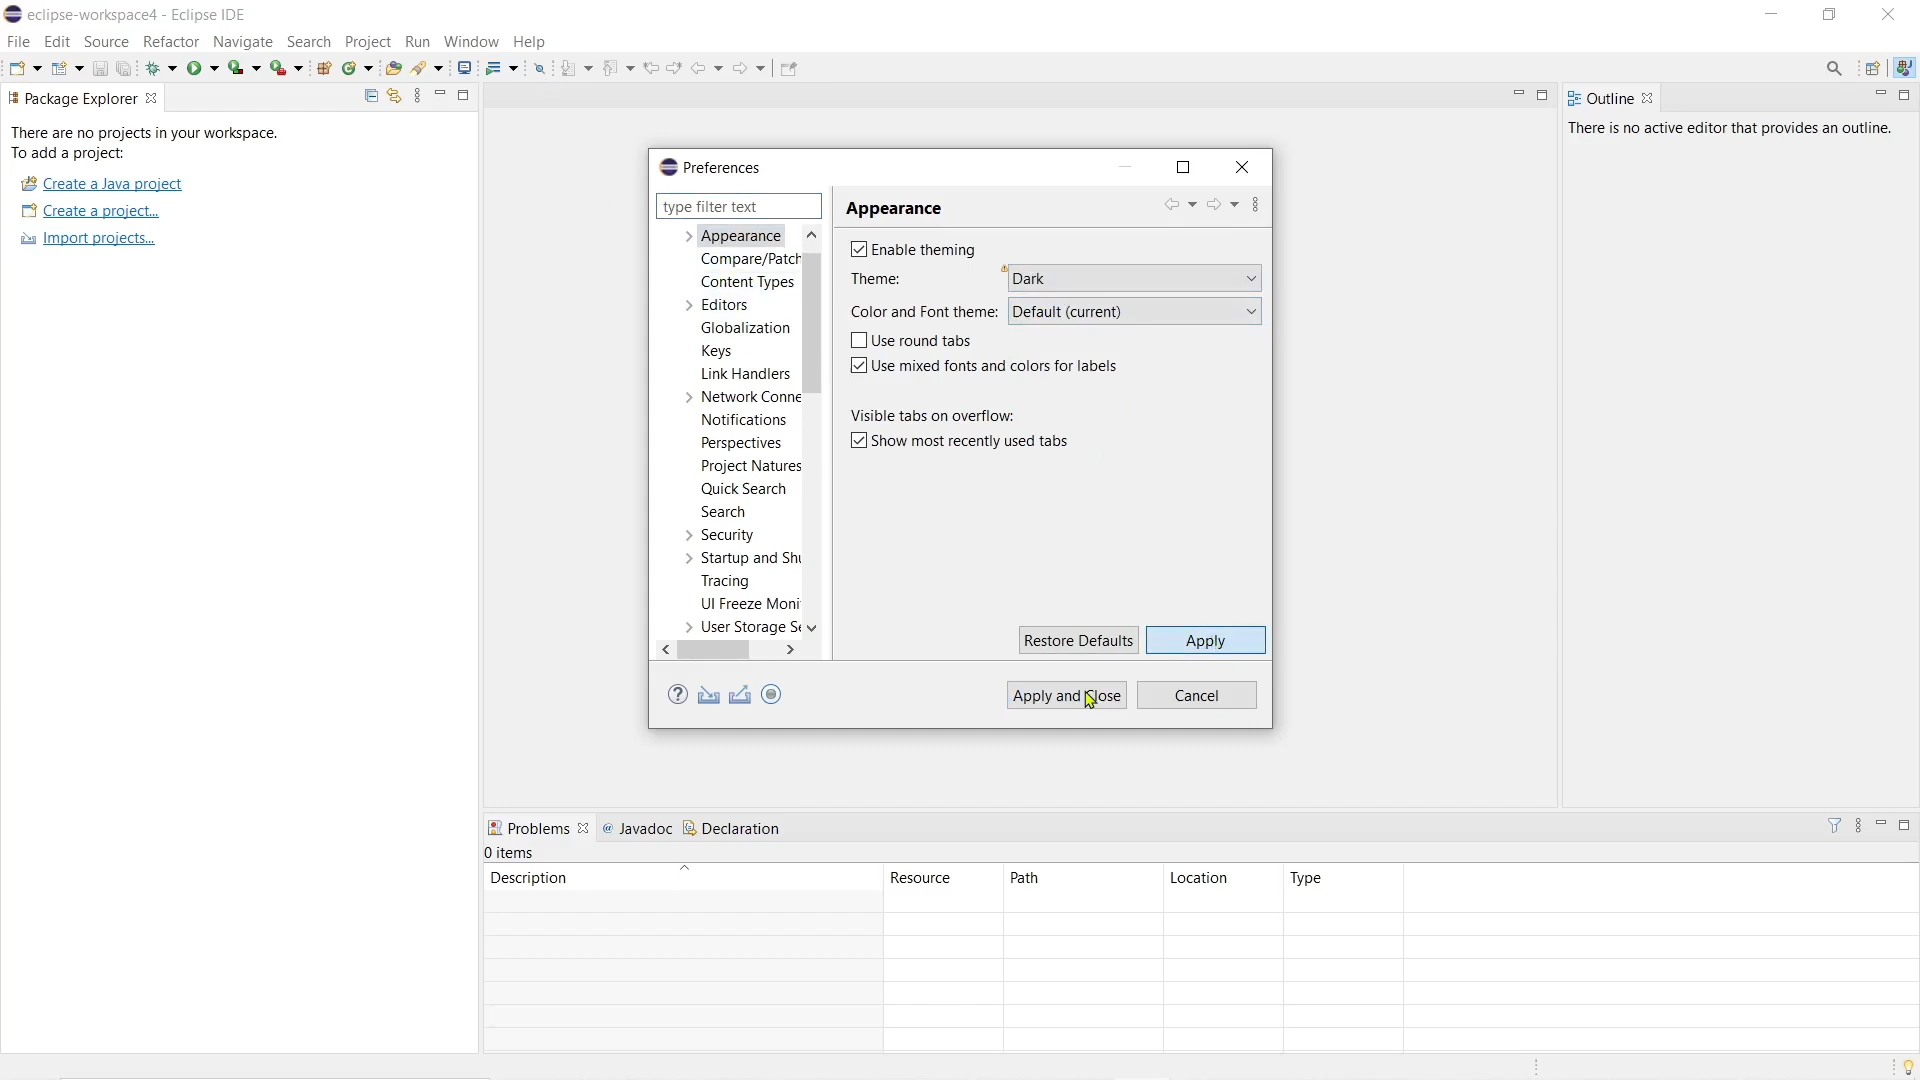 eclipse-workspace4 - Eclipse IDE
File Edit Source Refactor Navigate Search Project Run Window Help
Package Explorer
There are no projects in your workspace.
To add a project:
Create a Java project
Create a project...
Import projects...
Preferences
type filter text
Appearance
Compare/Patch
Content Types
Editors
Globalization
Keys
Link Handlers
Network Conne
Notifications
Perspectives
Project Natures
Quick Search
Search
Security
Startup and Shu
Tracing
UI Freeze Moni
User Storage Se
Appearance
Enable theming
Theme: Dark
Color and Font theme: Default (current)
Use round tabs
Use mixed fonts and colors for labels
Visible tabs on overflow:
Show most recently used tabs
Restore Defaults Apply
Apply and Close Cancel
Outline
There is no active editor that provides an outline.
Problems Javadoc Declaration
0 items
Description Resource Path Location Type